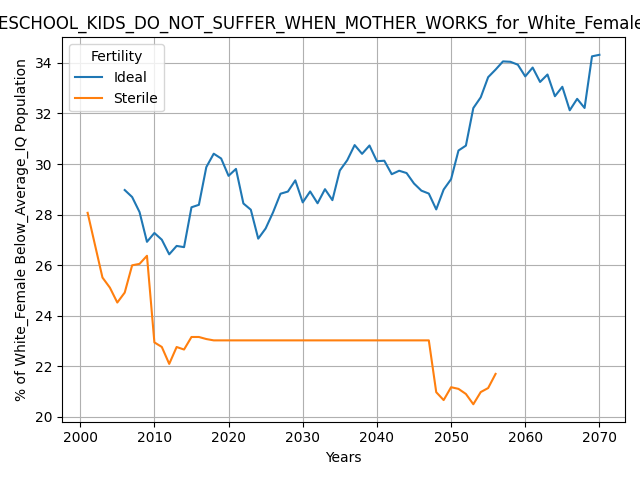 ESCHOOL_KIDS_DO_NOT_SUFFER_WHEN_MOTHER_WORKS_for_White_Female
Fertility
Ideal
Sterile
% of White_Female Below_Average_IQ Population
34
32
30
28
26
24
22
20
2000 2010 2020 2030 2040 2050 2060 2070
Years